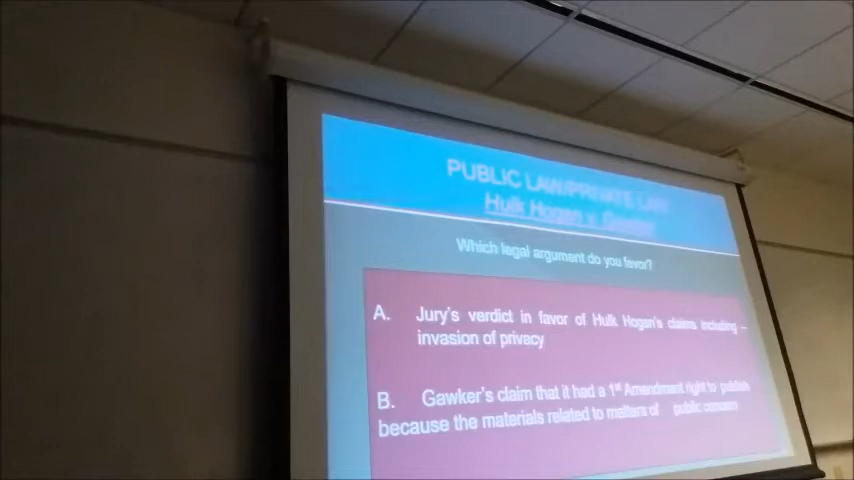 PUBLIC LAW/PRIVATE LAW
Hulk Hogan v. Gawker
Which legal argument do you favor?
A. Jury's verdict in favor of Hulk Hogan's claims including –
invasion of privacy
B. Gawker's claim that it had a 1st Amendment right to publish
because the materials related to matters of public concern